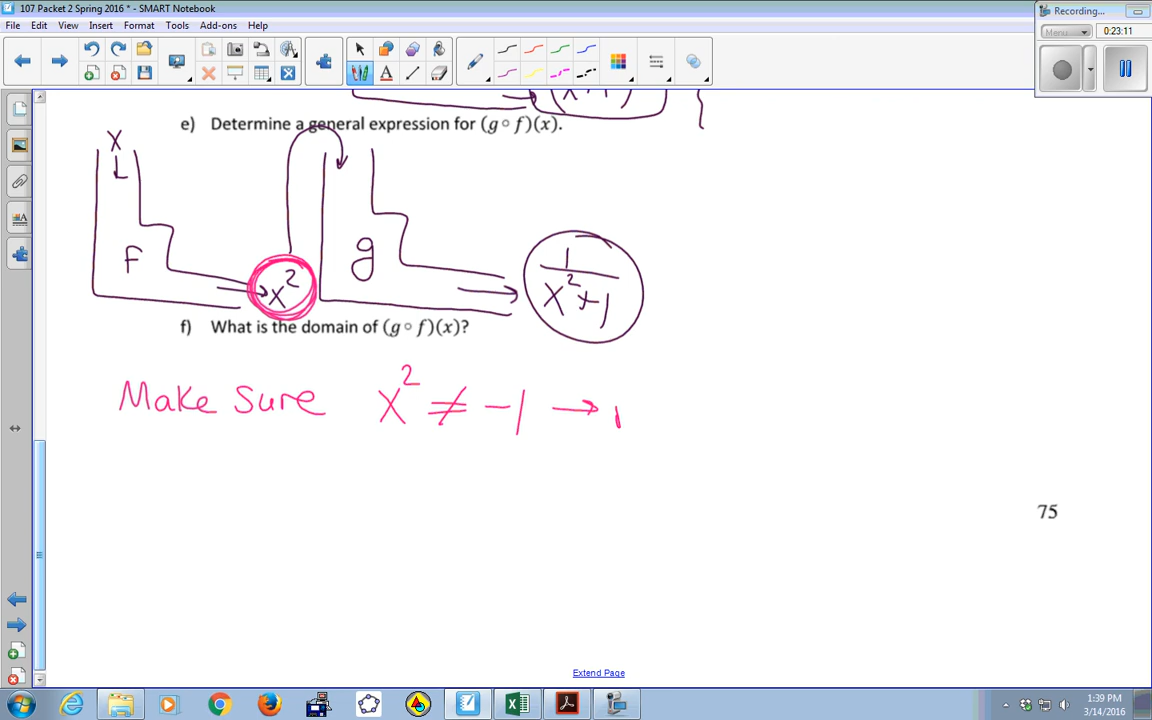 107 Packet 2 Spring 2016 * - SMART Notebook
Recording...
File Edit View Insert Format Tools Add-ons Help
Menu
0:23:11
e) Determine a general expression for (g ∘ f)(x).
X
f
x²
g
1
x²+1
f) What is the domain of (g ∘ f)(x)?
Make Sure x² ≠ -1 →
75
Extend Page
1:39 PM
3/14/2016